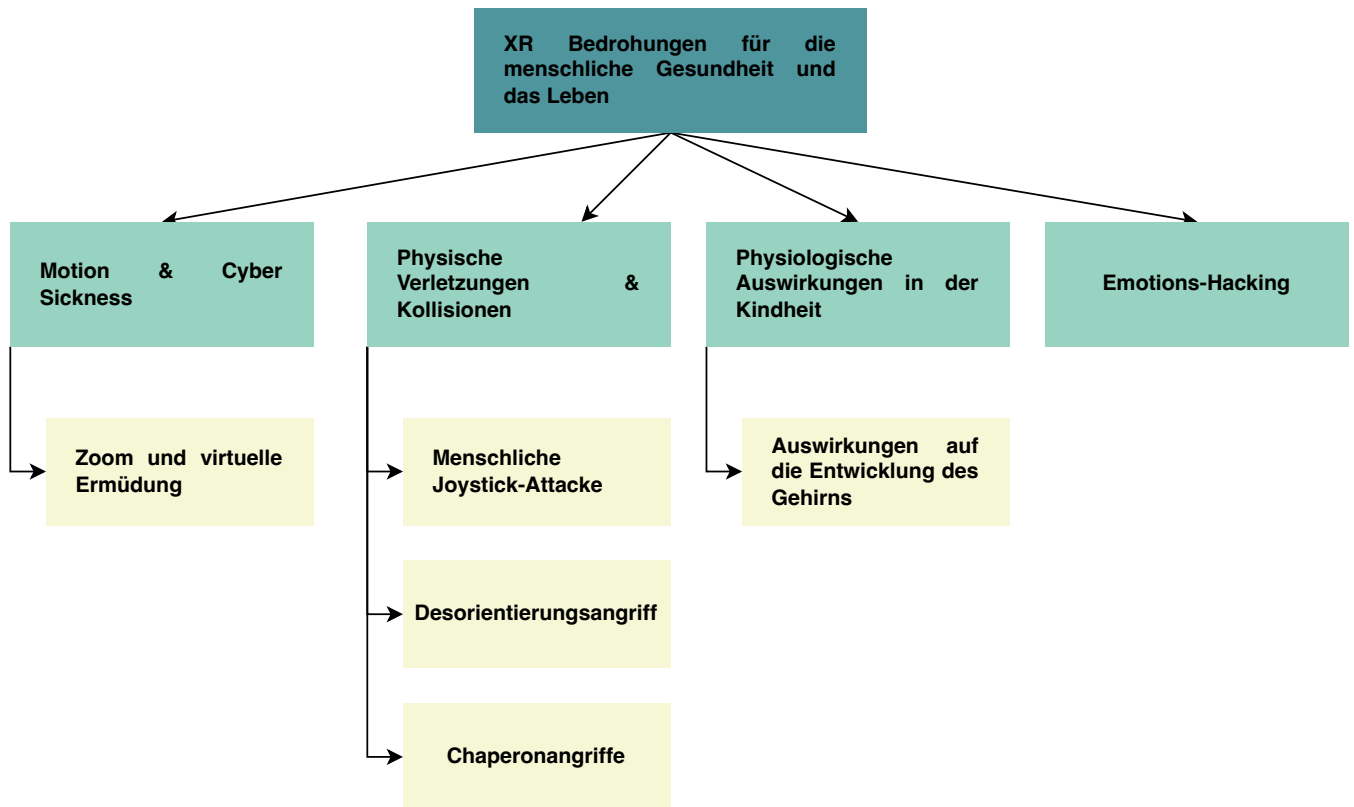 XR Bedrohungen für die
menschliche Gesundheit und
das Leben
Motion & Cyber
Sickness
Physische
Verletzungen &
Kollisionen
Physiologische
Auswirkungen in der
Kindheit
Emotions-Hacking
Zoom und virtuelle
Ermüdung
Menschliche
Joystick-Attacke
Auswirkungen auf
die Entwicklung des
Gehirns
Desorientierungsangriff
Chaperonangriffe